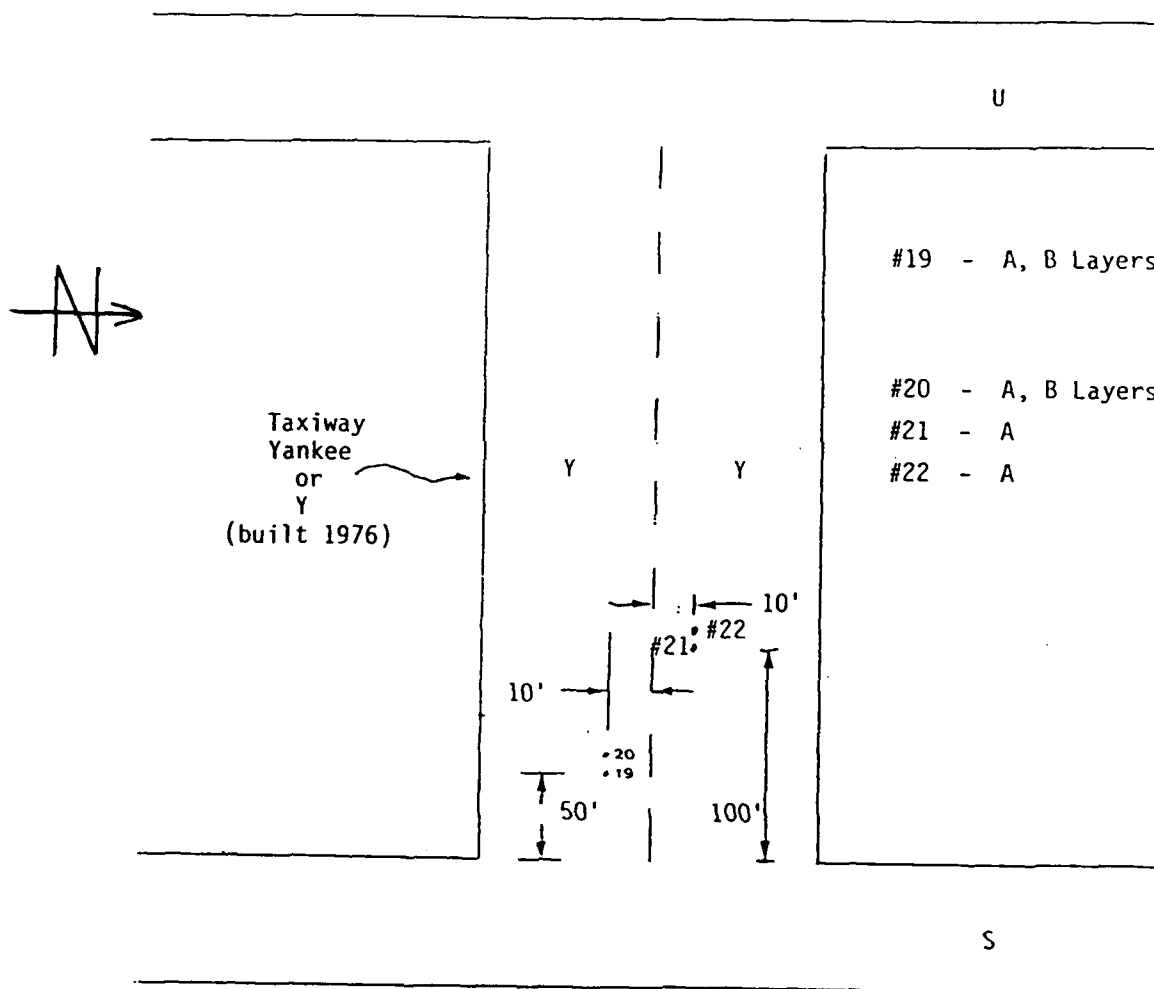 U
#19 - A, B Layers
N
#20 - A, B Layers
#21 - A
#22 - A
Taxiway
Yankee
or
Y
(built 1976)
Y
Y
10'
#22
#21
10'
20
19
50'
100'
S